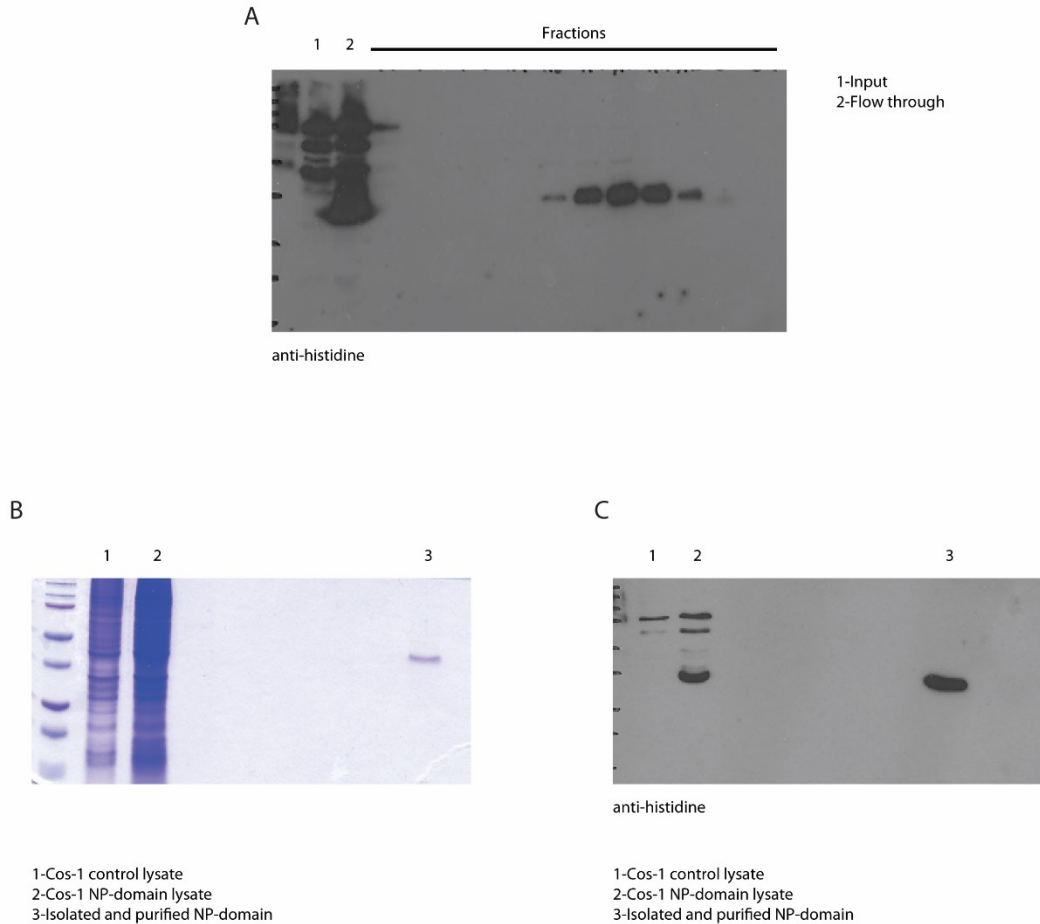 A
Fractions
1 2
1-Input
2-Flow through
anti-histidine
B
1 2 3
1-Cos-1 control lysate
2-Cos-1 NP-domain lysate
3-Isolated and purified NP-domain
C
1 2 3
anti-histidine
1-Cos-1 control lysate
2-Cos-1 NP-domain lysate
3-Isolated and purified NP-domain